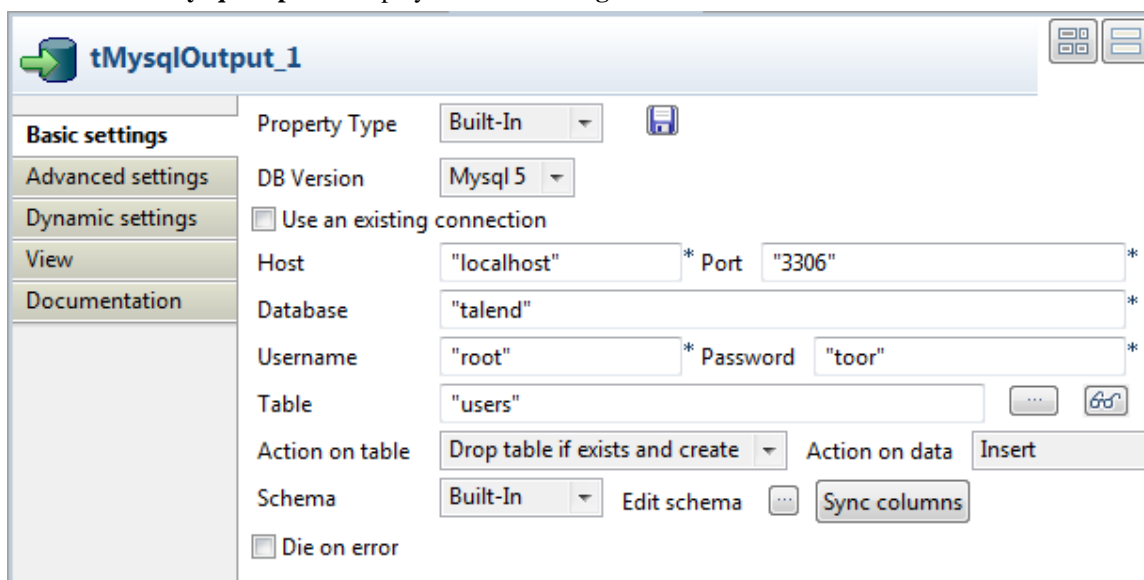 tMysqlOutput_1
Basic settings
Advanced settings
Dynamic settings
View
Documentation
Property Type Built-In
DB Version Mysql 5
Use an existing connection
Host "localhost" * Port "3306" *
Database "talend" *
Username "root" * Password "toor" *
Table "users" ...
Action on table Drop table if exists and create Action on data Insert
Schema Built-In Edit schema ... Sync columns
Die on error